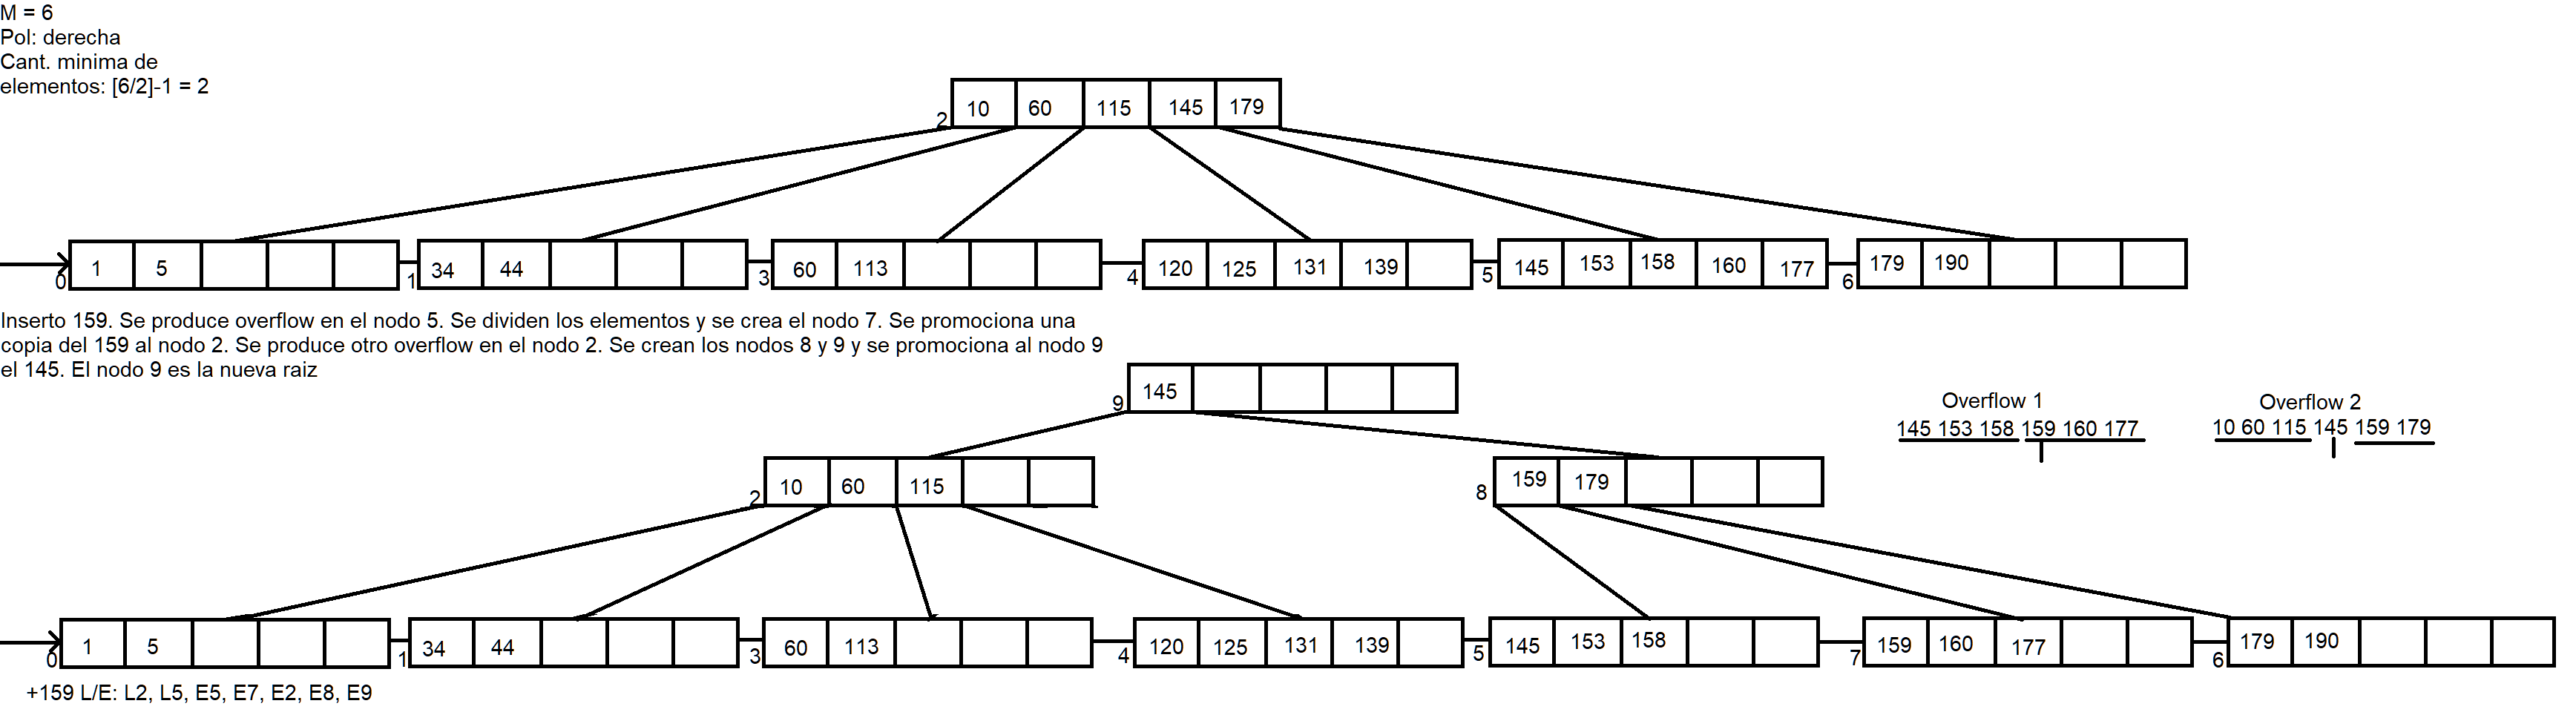 M = 6
Pol: derecha
Cant. minima de
elementos: [6/2]-1 = 2
2 10 60 115 145 179
0 1 5 1 34 44 3 60 113 4 120 125 131 139 5 145 153 158 160 177 6 179 190
Inserto 159. Se produce overflow en el nodo 5. Se dividen los elementos y se crea el nodo 7. Se promociona una
copia del 159 al nodo 2. Se produce otro overflow en el nodo 2. Se crean los nodos 8 y 9 y se promociona al nodo 9
el 145. El nodo 9 es la nueva raiz
9 145
Overflow 1
145 153 158 159 160 177
Overflow 2
10 60 115 145 159 179
2 10 60 115
8 159 179
0 1 5 1 34 44 3 60 113 4 120 125 131 139 5 145 153 158 7 159 160 177 6 179 190
+159 L/E: L2, L5, E5, E7, E2, E8, E9